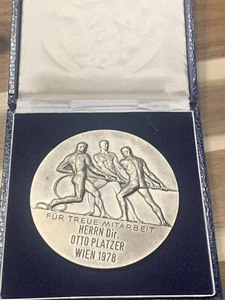 FÜR TREUE MITARBEIT
HERRN Dir.
OTTO PLATZER
WIEN 1978